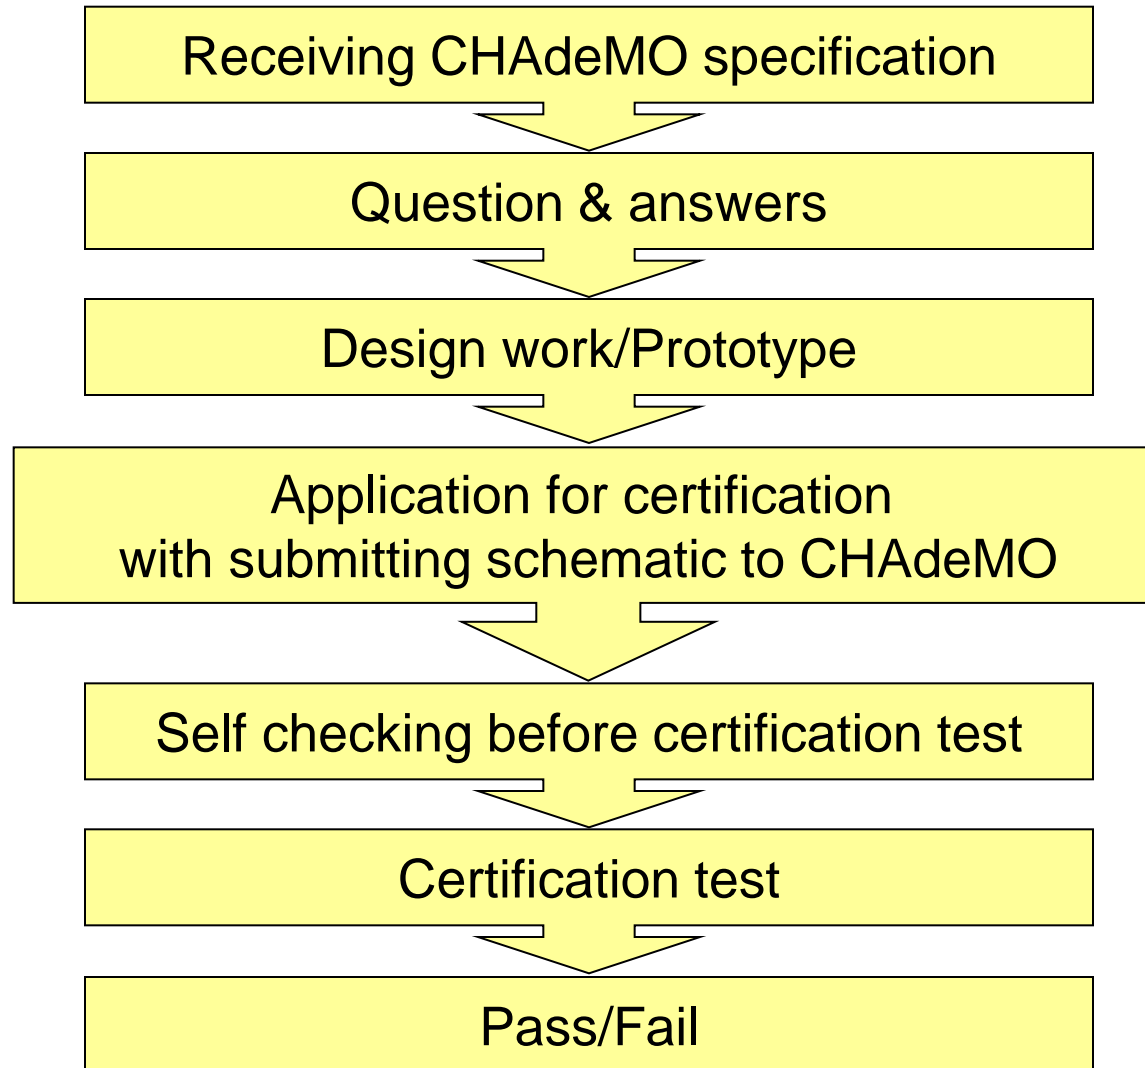 Receiving CHAdeMO specification
Question & answers
Design work/Prototype
Application for certification
with submitting schematic to CHAdeMO
Self checking before certification test
Certification test
Pass/Fail